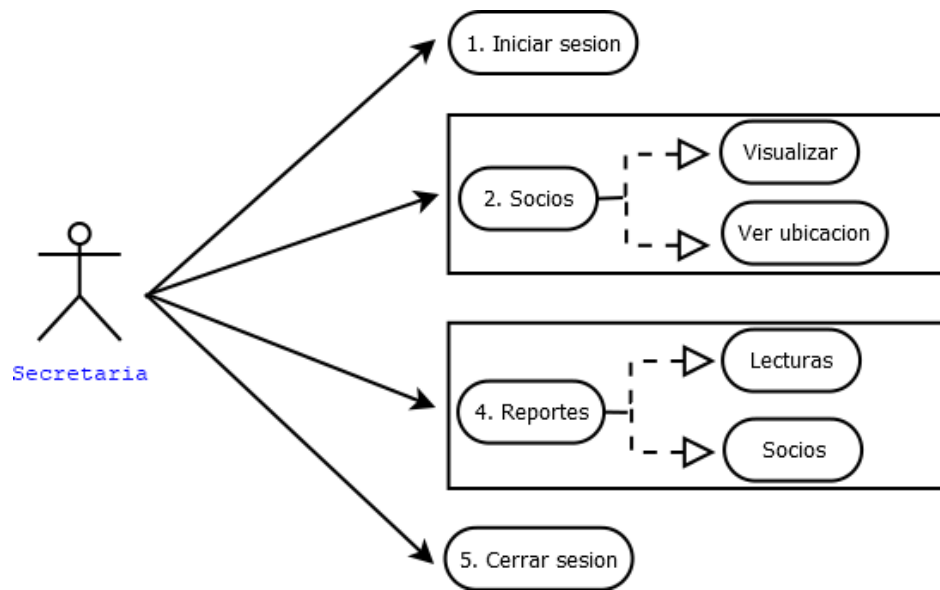 1. Iniciar sesion
2. Socios
Visualizar
Ver ubicacion
Secretaria
4. Reportes
Lecturas
Socios
5. Cerrar sesion